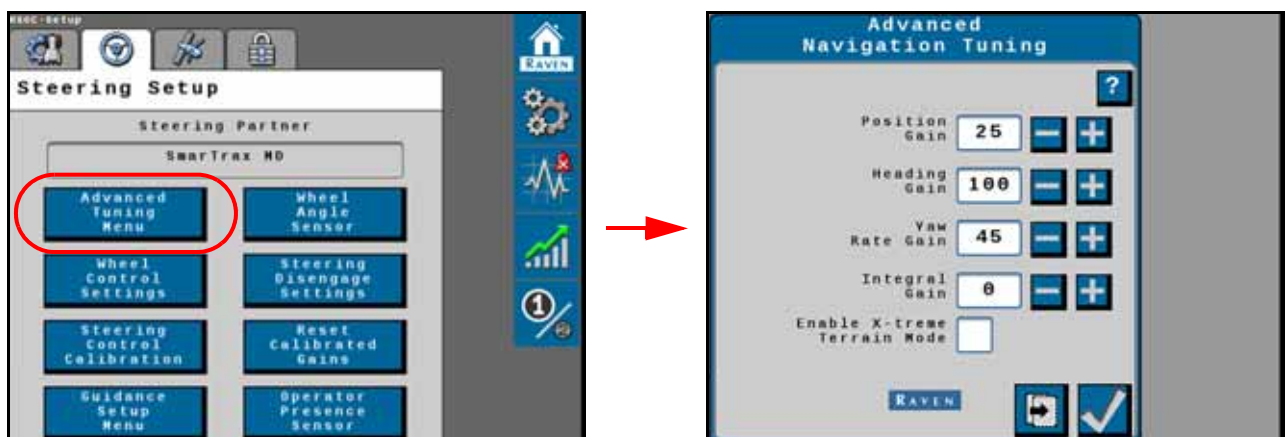 RS6C-Setup
Steering Setup
Steering Partner
SmarTrax MD
Advanced
Tuning
Menu
Wheel
Angle
Sensor
Wheel
Control
Settings
Steering
Disengage
Settings
Steering
Control
Calibration
Reset
Calibrated
Gains
Guidance
Setup
Menu
Operator
Presence
Sensor
RAVEN
1
Advanced
Navigation Tuning
?
Position
Gain
25
Heading
Gain
100
Yaw
Rate Gain
45
Integral
Gain
0
Enable X-treme
Terrain Mode
RAVEN